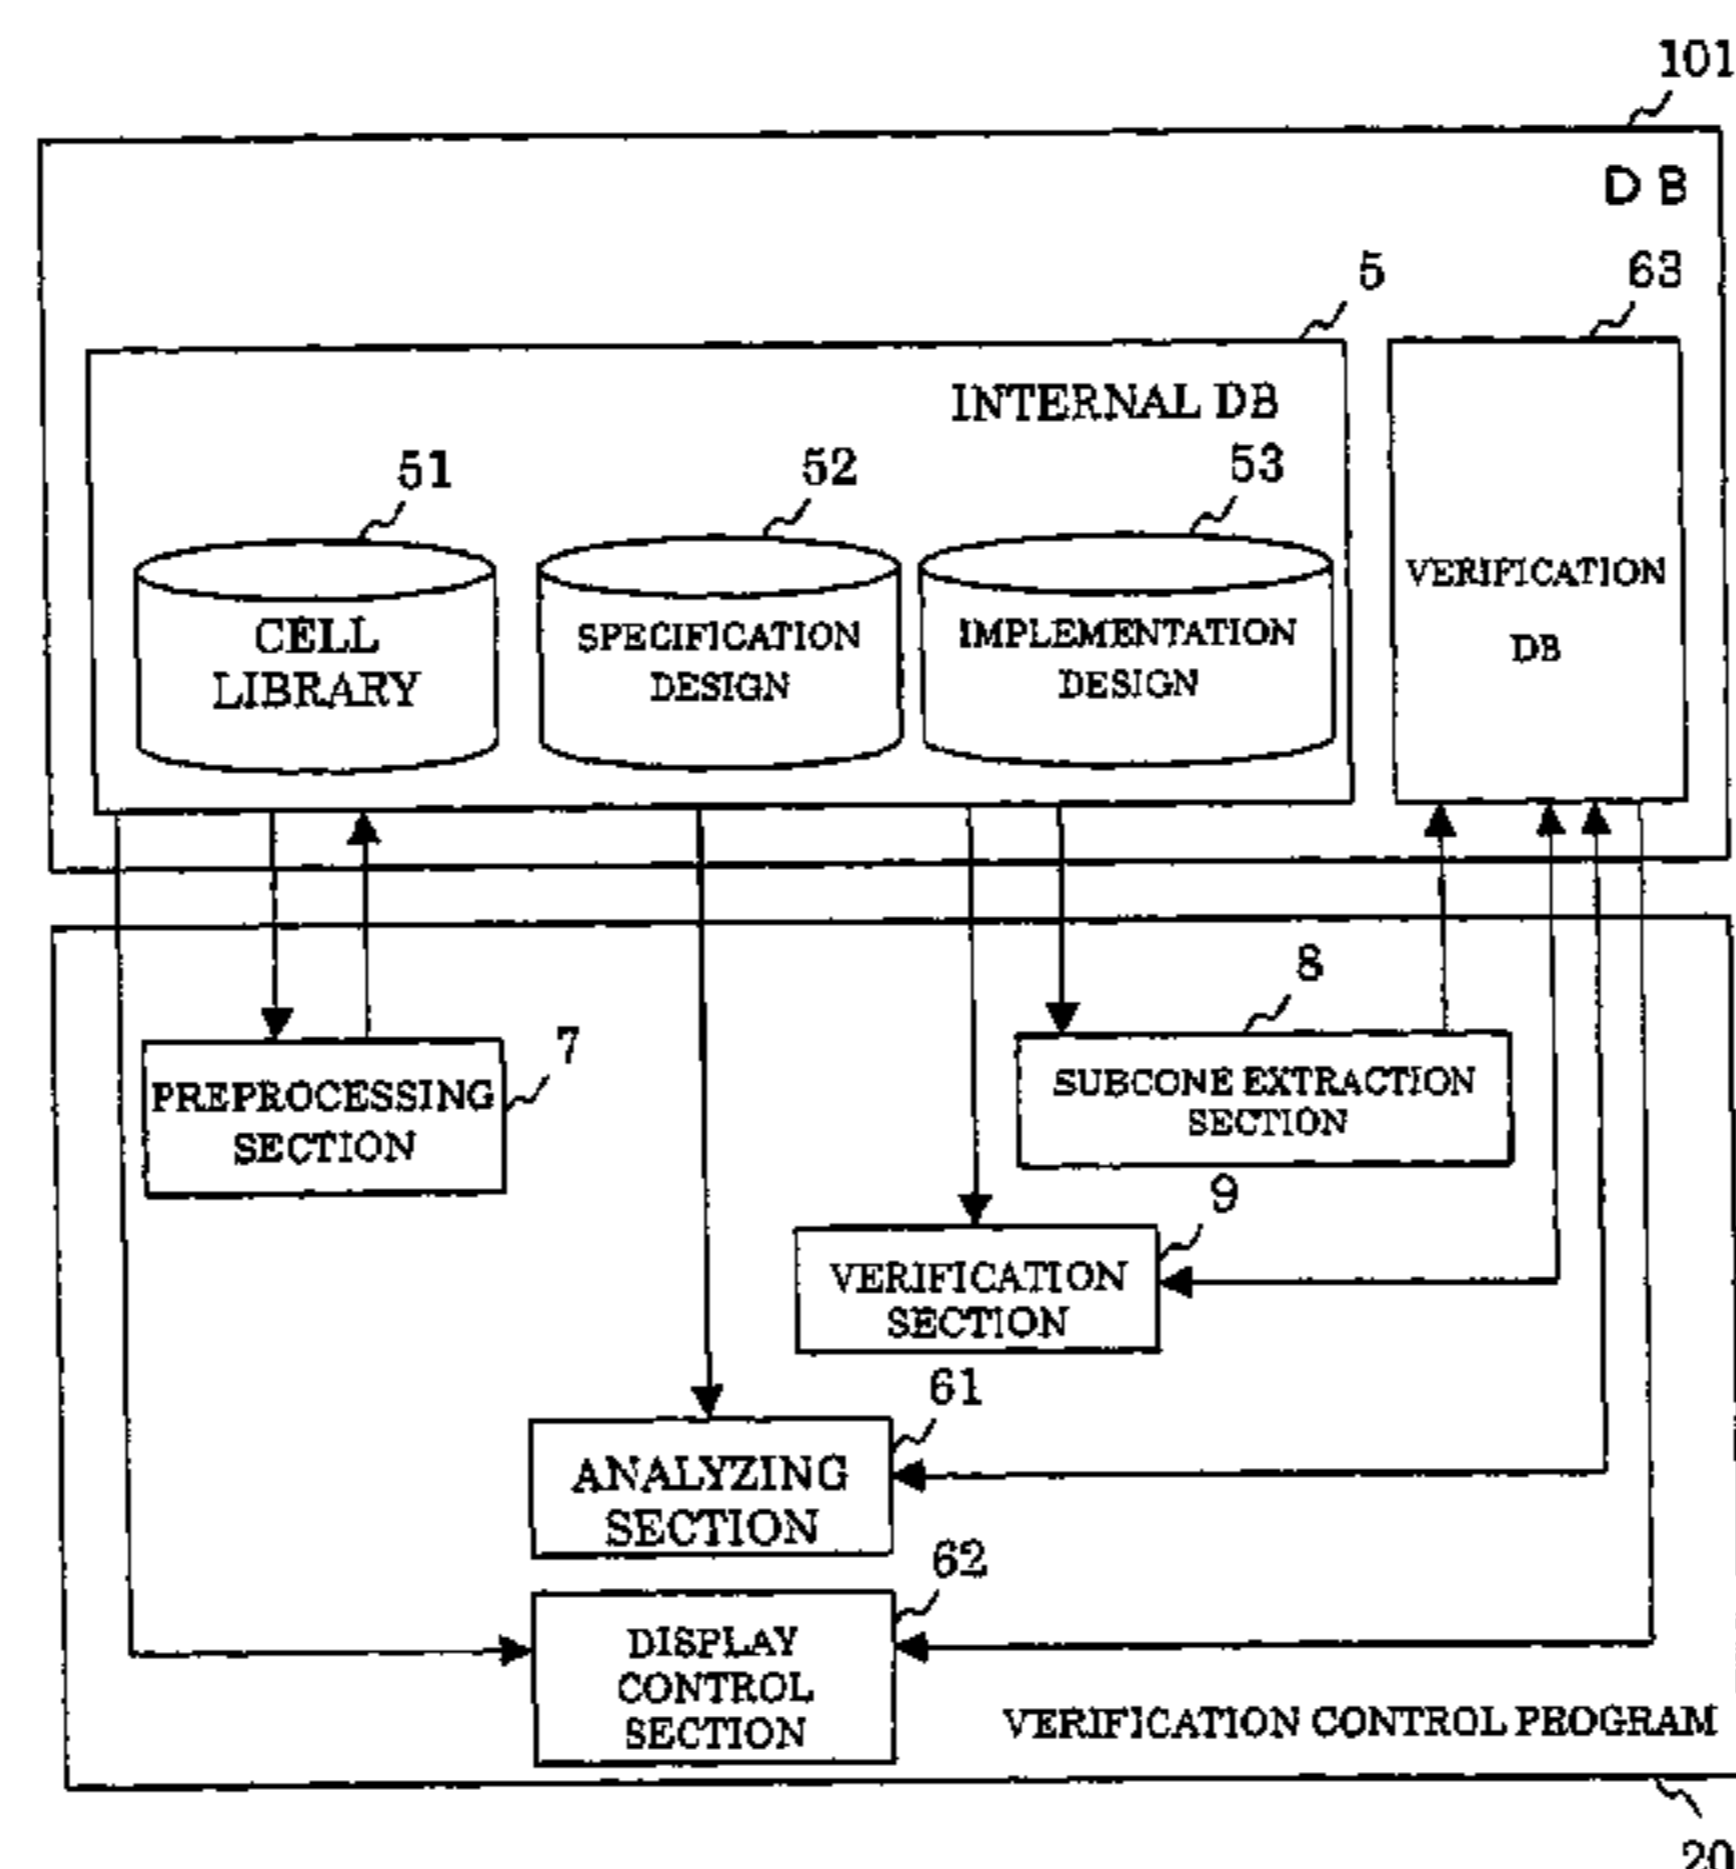 101
D B
5
63
INTERNAL DB
51
52
53
CELL
LIBRARY
SPECIFICATION
DESIGN
IMPLEMENTATION
DESIGN
VERIFICATION
DB
8
7
PREPROCESSING
SECTION
SUBCONE EXTRACTION
SECTION
9
VERIFICATION
SECTION
61
ANALYZING
SECTION
62
DISPLAY
CONTROL
SECTION
VERIFICATION CONTROL PROGRAM